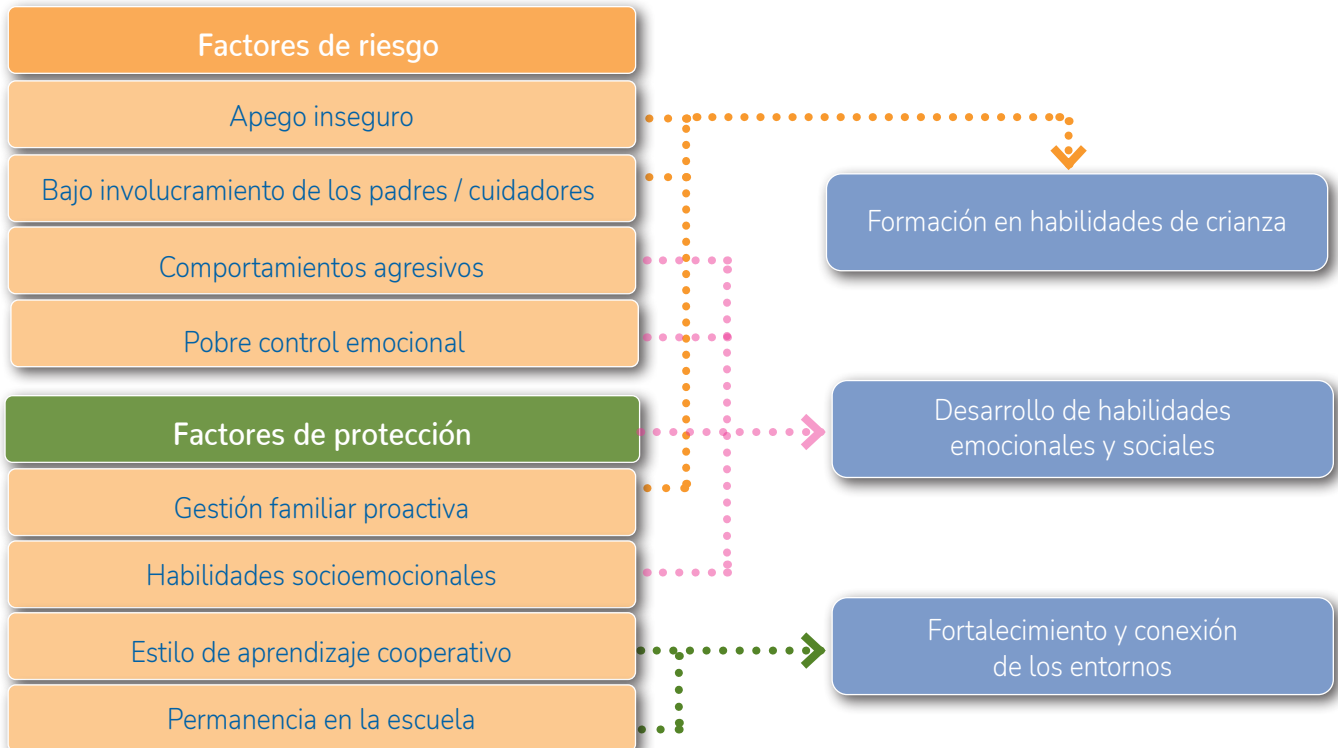 Factores de riesgo
Apego inseguro
Bajo involucramiento de los padres / cuidadores
Comportamientos agresivos
Pobre control emocional
Factores de protección
Gestión familiar proactiva
Habilidades socioemocionales
Estilo de aprendizaje cooperativo
Permanencia en la escuela
Formación en habilidades de crianza
Desarrollo de habilidades
emocionales y sociales
Fortalecimiento y conexión
de los entornos